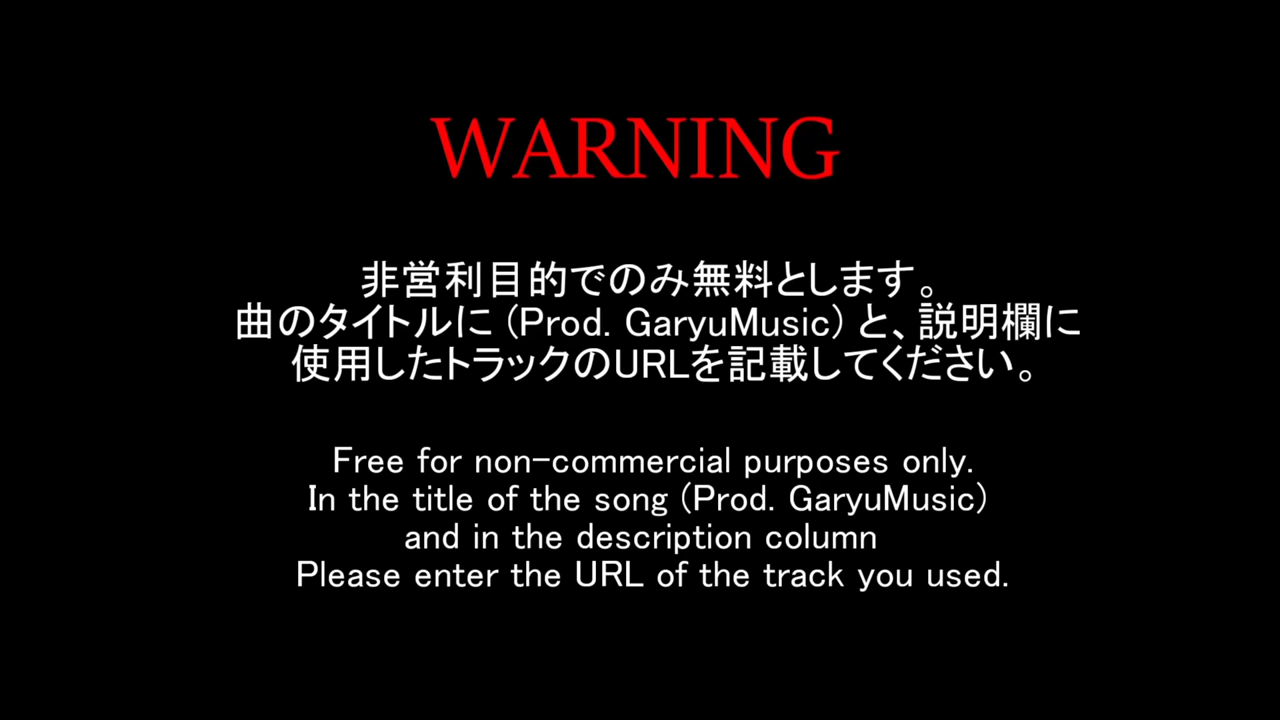 WARNING
非営利目的でのみ無料とします。
曲のタイトルに (Prod. GaryuMusic) と、説明欄に
使用したトラックのURLを記載してください。
Free for non-commercial purposes only.
In the title of the song (Prod. GaryuMusic)
and in the description column
Please enter the URL of the track you used.